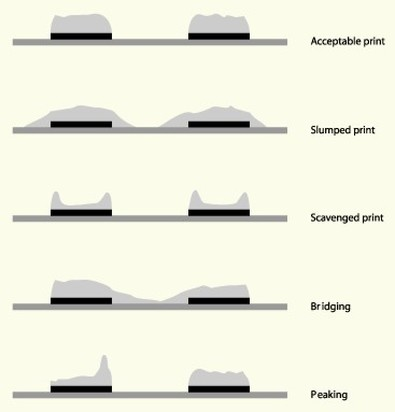 Acceptable print
Slumped print
Scavenged print
Bridging
Peaking